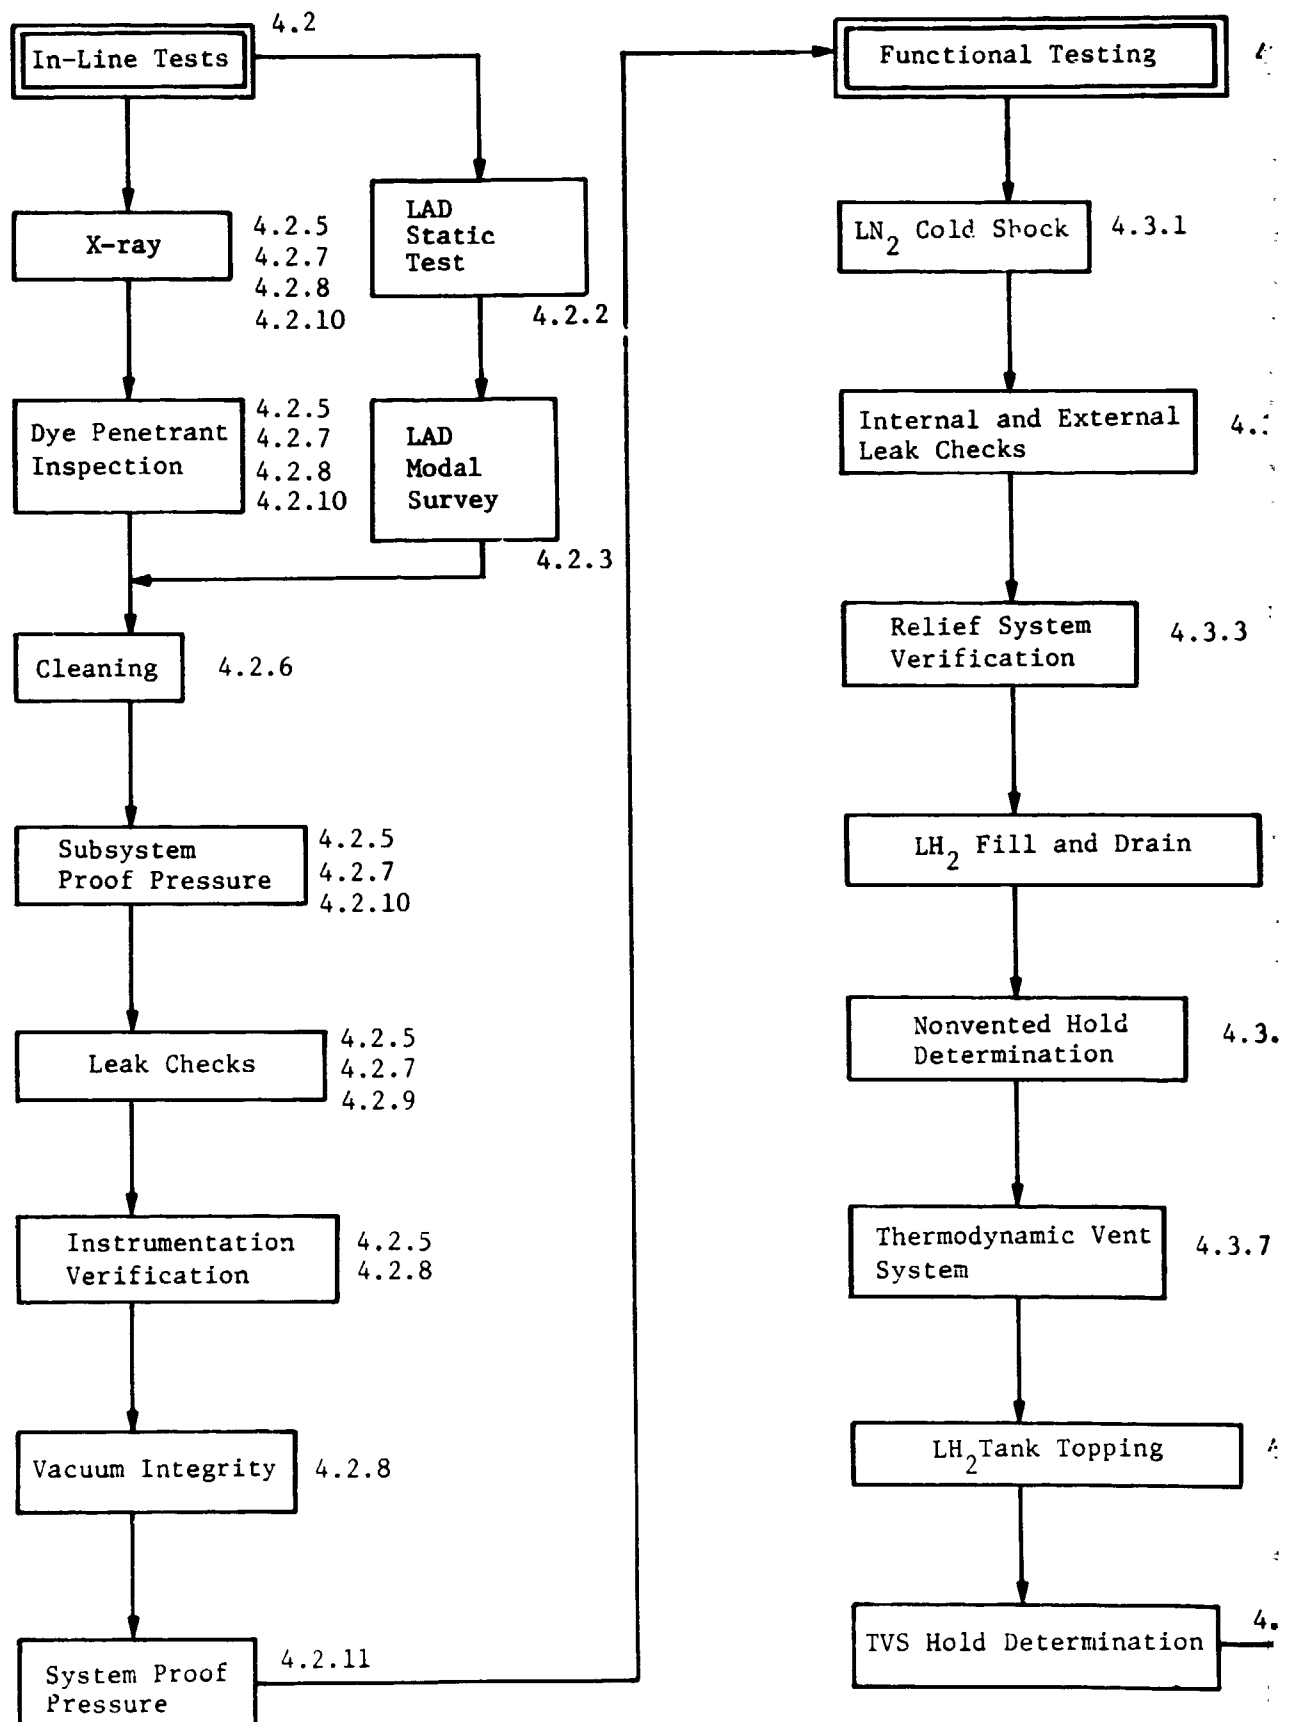 4.2
In-Line Tests
X-ray
4.2.5
4.2.7
4.2.8
4.2.10
LAD
Static
Test
4.2.2
Dye Penetrant
Inspection
4.2.5
4.2.7
4.2.8
4.2.10
LAD
Modal
Survey
4.2.3
Cleaning
4.2.6
Subsystem
Proof Pressure
4.2.5
4.2.7
4.2.10
Leak Checks
4.2.5
4.2.7
4.2.9
Instrumentation
Verification
4.2.5
4.2.8
Vacuum Integrity
4.2.8
System Proof
Pressure
4.2.11
Functional Testing
LN2 Cold Shock
4.3.1
Internal and External
Leak Checks
Relief System
Verification
4.3.3
LH2 Fill and Drain
Nonvented Hold
Determination
4.3.
Thermodynamic Vent
System
4.3.7
LH2 Tank Topping
TVS Hold Determination
4.